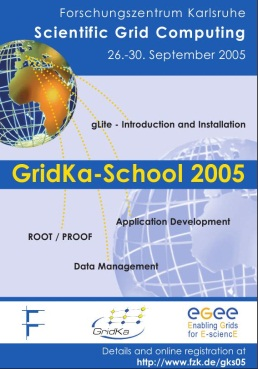 Forschungszentrum Karlsruhe
Scientific Grid Computing
26.-30. September 2005
gLite - Introduction and Installation
GridKa-School 2005
Application Development
ROOT / PROOF
Data Management
GridKa
egee
Enabling Grids
for E-sciencE
Details and online registration at
http://www.fzk.de/gks05